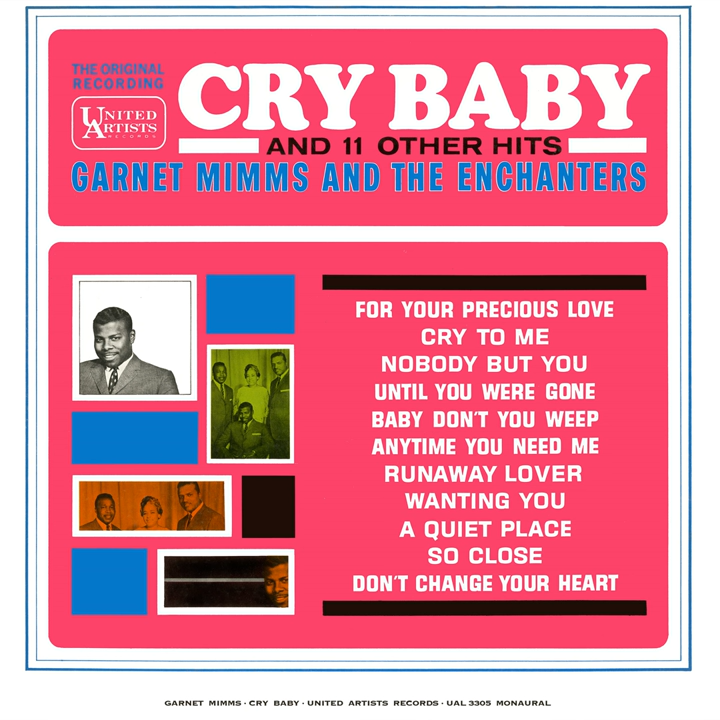 THE ORIGINAL
RECORDING
UNITED
ARTISTS
RECORDS
CRY BABY
AND 11 OTHER HITS
GARNET MIMMS AND THE ENCHANTERS
FOR YOUR PRECIOUS LOVE
CRY TO ME
NOBODY BUT YOU
UNTIL YOU WERE GONE
BABY DON'T YOU WEEP
ANYTIME YOU NEED ME
RUNAWAY LOVER
WANTING YOU
A QUIET PLACE
SO CLOSE
DON'T CHANGE YOUR HEART
GARNET MIMMS · CRY BABY · UNITED ARTISTS RECORDS · UAL 3305 MONAURAL